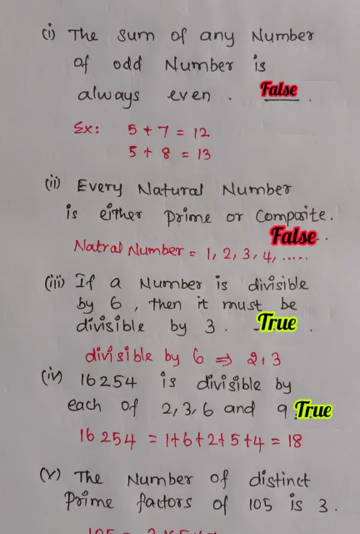 (i) The sum of any Number
of odd Number is
always even. False
Ex: 5 + 7 = 12
5 + 8 = 13
(ii) Every Natural Number
is either prime or Composite.
False.
Natral Number = 1, 2, 3, 4, .....
(iii) If a Number is divisible
by 6, then it must be
divisible by 3. True.
divisible by 6 ⇒ 2,3
(iv) 16254 is divisible by
each of 2,3,6 and 9 True
16254 = 1+6+2+5+4 = 18
(v) The Number of distinct
Prime factors of 105 is 3.